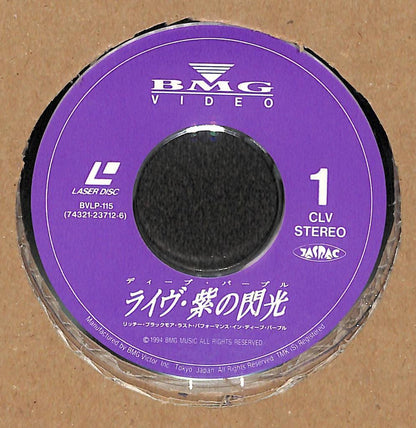 BMG
VIDEO
LASER DISC
BVLP-115
(74321-23712-6)
1
CLV
STEREO
JASRAC
ディープ・パープル
ライヴ・紫の閃光
リッチー・ブラックモア・ラスト・パフォーマンス・イン・ディープ・パープル
©1994 BMG MUSIC ALL RIGHTS RESERVED.
Manufactured by BMG Victor, Inc. Tokyo, Japan. All Rights Reserved. TMK (S) Registered.